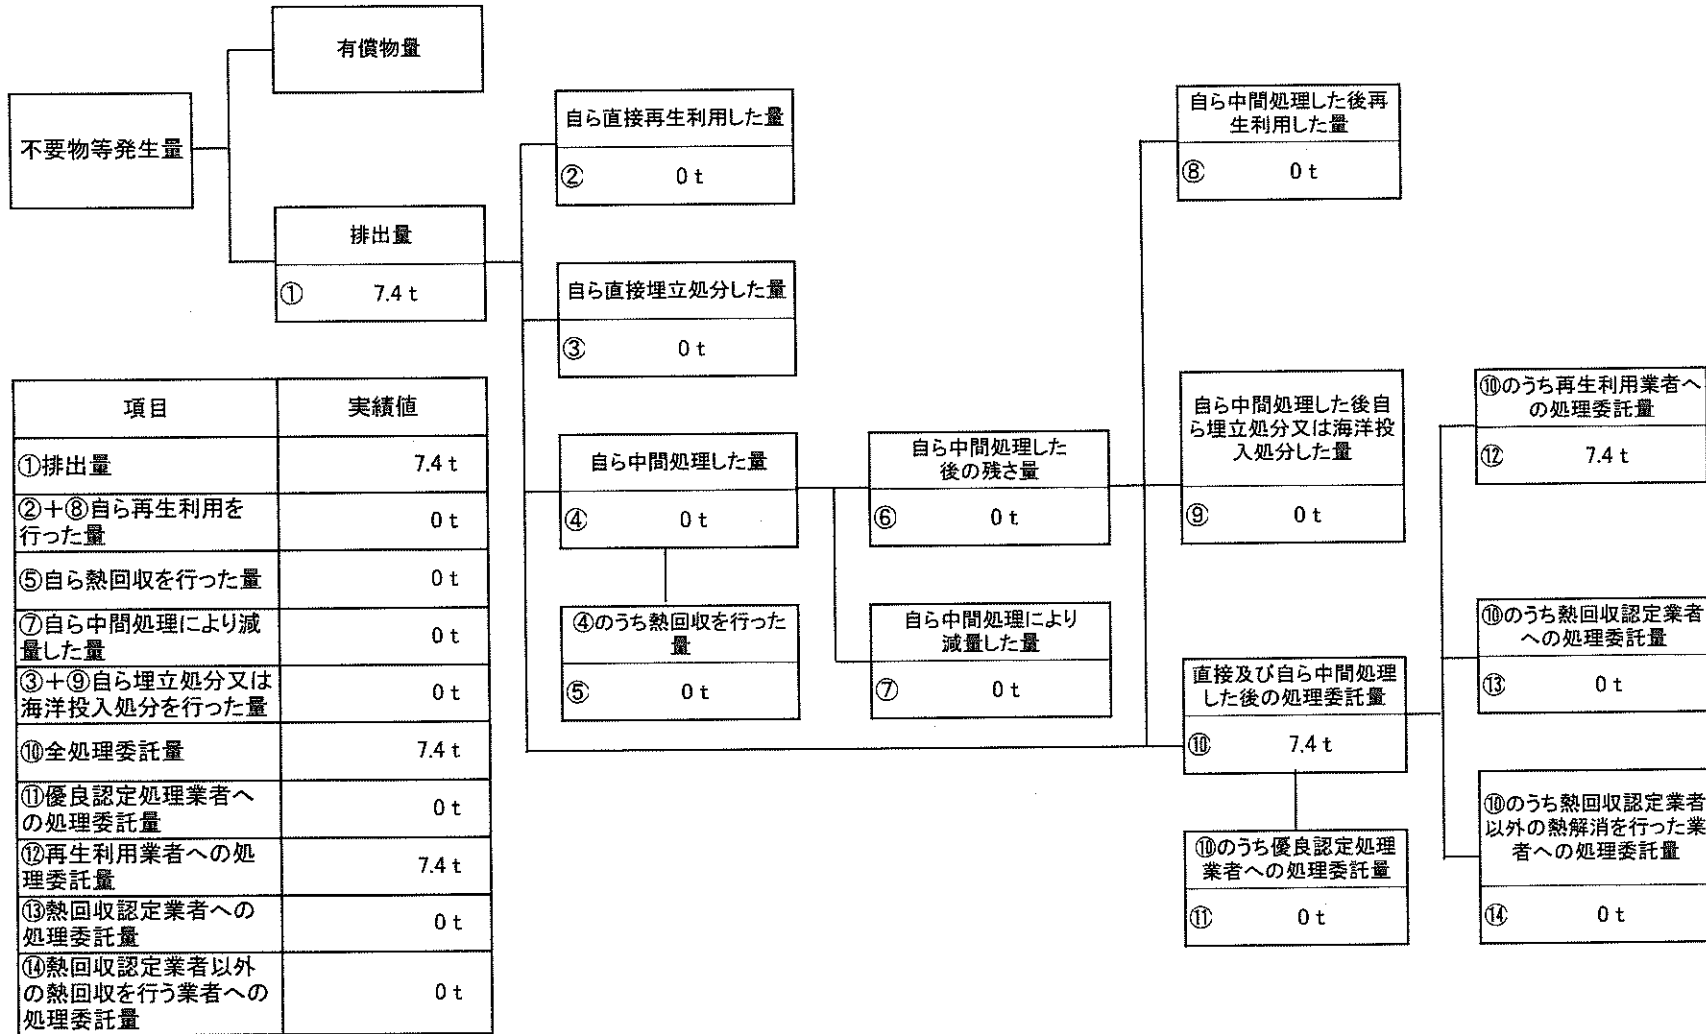 有償物量
不要物等発生量
排出量
① 7.4 t
自ら直接再生利用した量
② 0 t
自ら直接埋立処分した量
③ 0 t
自ら中間処理した量
④ 0 t
④のうち熱回収を行った
量
⑤ 0 t
自ら中間処理した
後の残さ量
⑥ 0 t
自ら中間処理により
減量した量
⑦ 0 t
自ら中間処理した後再
生利用した量
⑧ 0 t
自ら中間処理した後自
ら埋立処分又は海洋投
入処分した量
⑨ 0 t
直接及び自ら中間処理
した後の処理委託量
⑩ 7.4 t
⑩のうち優良認定処理
業者への処理委託量
⑪ 0 t
⑩のうち再生利用業者へ
の処理委託量
⑫ 7.4 t
⑩のうち熱回収認定業者
への処理委託量
⑬ 0 t
⑩のうち熱回収認定業者
以外の熱解消を行った業
者への処理委託量
⑭ 0 t
項目 実績値
①排出量 7.4 t
②+⑧自ら再生利用を
行った量 0 t
⑤自ら熱回収を行った量 0 t
⑦自ら中間処理により減
量した量 0 t
③+⑨自ら埋立処分又は
海洋投入処分を行った量 0 t
⑩全処理委託量 7.4 t
⑪優良認定処理業者へ
の処理委託量 0 t
⑫再生利用業者への処
理委託量 7.4 t
⑬熱回収認定業者への
処理委託量 0 t
⑭熱回収認定業者以外
の熱回収を行う業者への
処理委託量 0 t